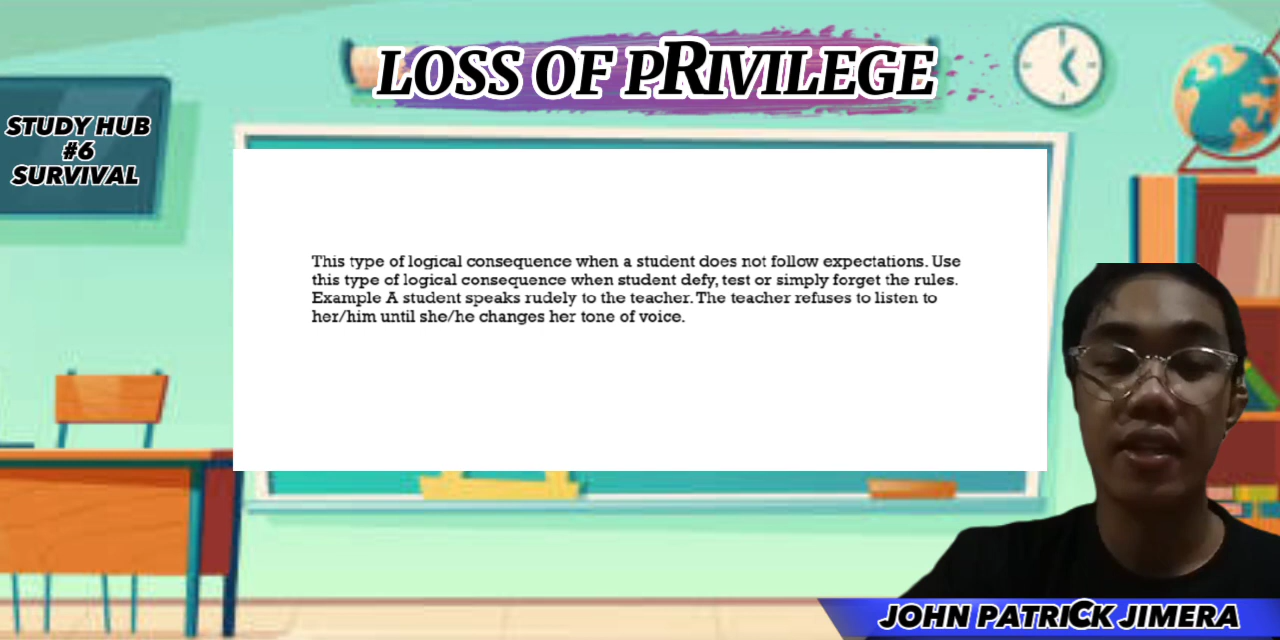 LOSS OF PRIVILEGE
STUDY HUB
#6
SURVIVAL
This type of logical consequence when a student does not follow expectations. Use
this type of logical consequence when student defy, test or simply forget the rules.
Example A student speaks rudely to the teacher. The teacher refuses to listen to
her/him until she/he changes her tone of voice.
JOHN PATRICK JIMERA